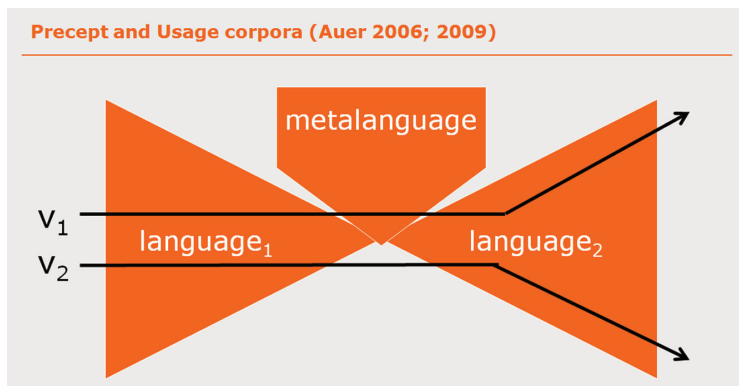 Precept and Usage corpora (Auer 2006; 2009)
metalanguage
V₁
language₁ language₂
V₂